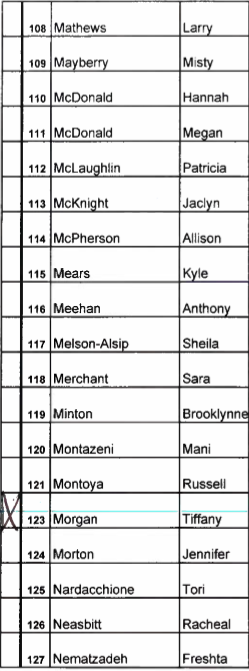 108 Mathews Larry
109 Mayberry Misty
110 McDonald Hannah
111 McDonald Megan
112 McLaughlin Patricia
113 McKnight Jaclyn
114 McPherson Allison
115 Mears Kyle
116 Meehan Anthony
117 Melson-Alsip Sheila
118 Merchant Sara
119 Minton Brooklynne
120 Montazeni Mani
121 Montoya Russell
X 123 Morgan Tiffany
124 Morton Jennifer
125 Nardacchione Tori
126 Neasbitt Racheal
127 Nematzadeh Freshta